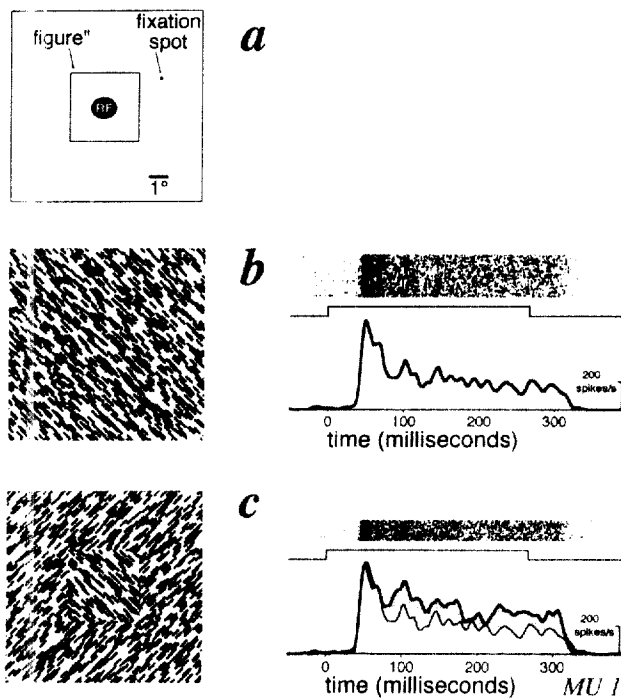 fixation
spot
figure"
RF
1°
a
b
200
spikes/s
0 100 200 300
time (milliseconds)
c
200
spikes/s
0 100 200 300
time (milliseconds)
MU 1